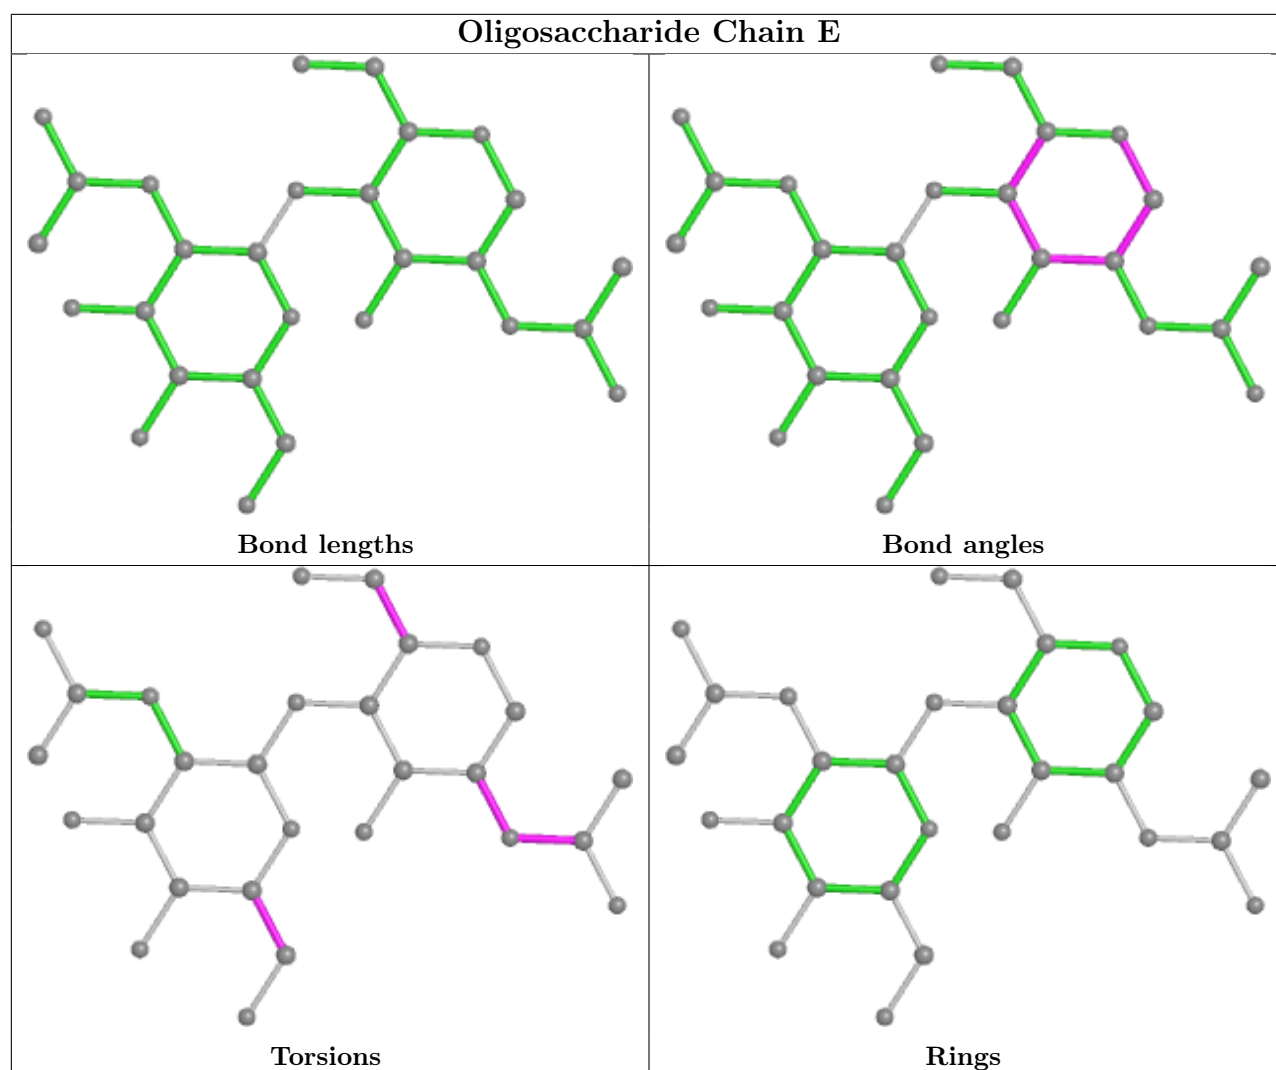 Oligosaccharide Chain E
Bond lengths
Bond angles
Torsions
Rings